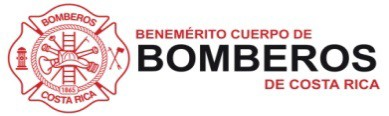 BOMBEROS
1865
COSTA RICA
BENEMÉRITO CUERPO DE
BOMBEROS
DE COSTA RICA